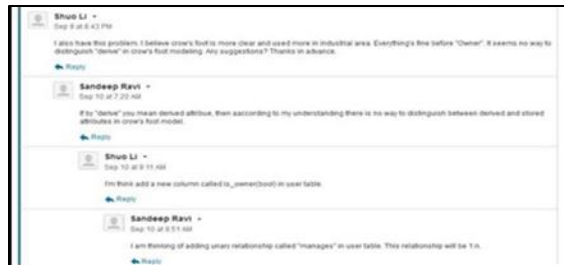 Shuo Li
Sep 9 at 8:43 PM
I also have this problem. I believe crow's foot is more clear and used more in industrial area. Everything's fine before "Owner". It seems no way to
distinguish "derive" in crow's foot modeling. Any suggestions? Thanks in advance.
Reply
Sandeep Ravi
Sep 10 at 7:20 AM
If by "derive" you mean derived attribue, then aaccording to my understanding there is no way to distinguish between derived and stored
attributes in crow's foot model.
Reply
Shuo Li
Sep 10 at 8:11 AM
I'm think add a new column called is_owner(bool) in user table.
Reply
Sandeep Ravi
Sep 10 at 8:51 AM
I am thinking of adding unary relationship called "manages" in user table. This relationship will be 1:n.
Reply